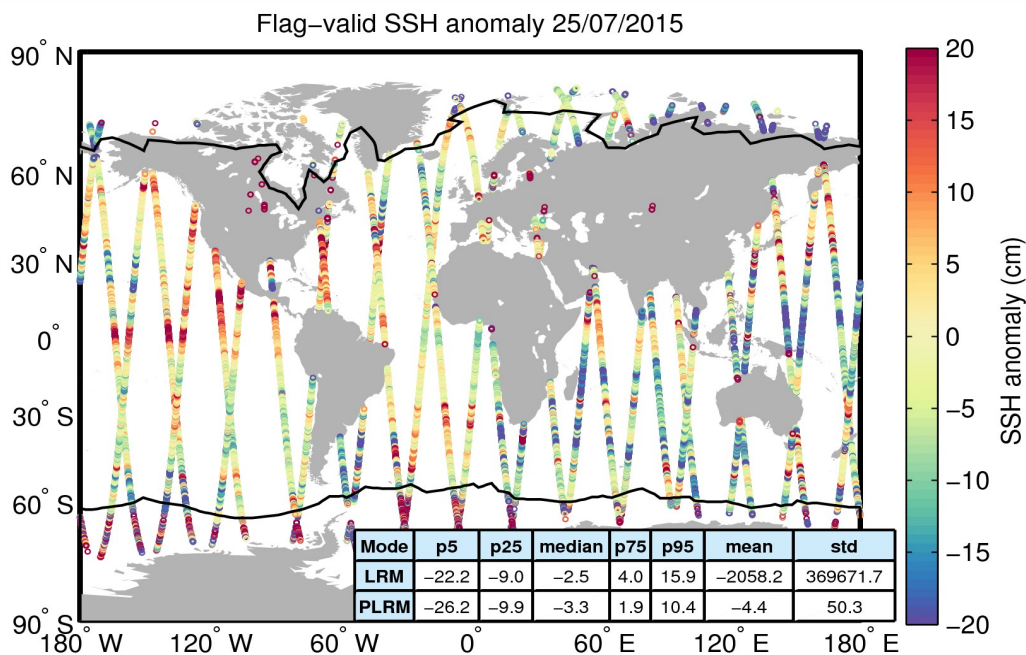 Flag−valid SSH anomaly 25/07/2015
90° N
60° N
30° N
0°
30° S
60° S
90° S
180° W
120° W
60° W
0°
60° E
120° E
180° E
20
15
10
5
0
−5
−10
−15
−20
SSH anomaly (cm)
Mode p5 p25 median p75 p95 mean std
LRM −22.2 −9.0 −2.5 4.0 15.9 −2058.2 369671.7
PLRM −26.2 −9.9 −3.3 1.9 10.4 −4.4 50.3